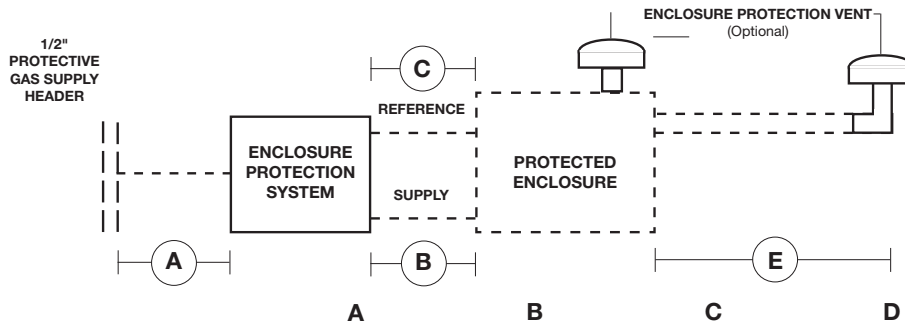 ENCLOSURE PROTECTION VENT
(Optional)
1/2"
PROTECTIVE
GAS SUPPLY
HEADER
C
REFERENCE
ENCLOSURE
PROTECTION
SYSTEM
PROTECTED
ENCLOSURE
SUPPLY
A
B
E
A B C D